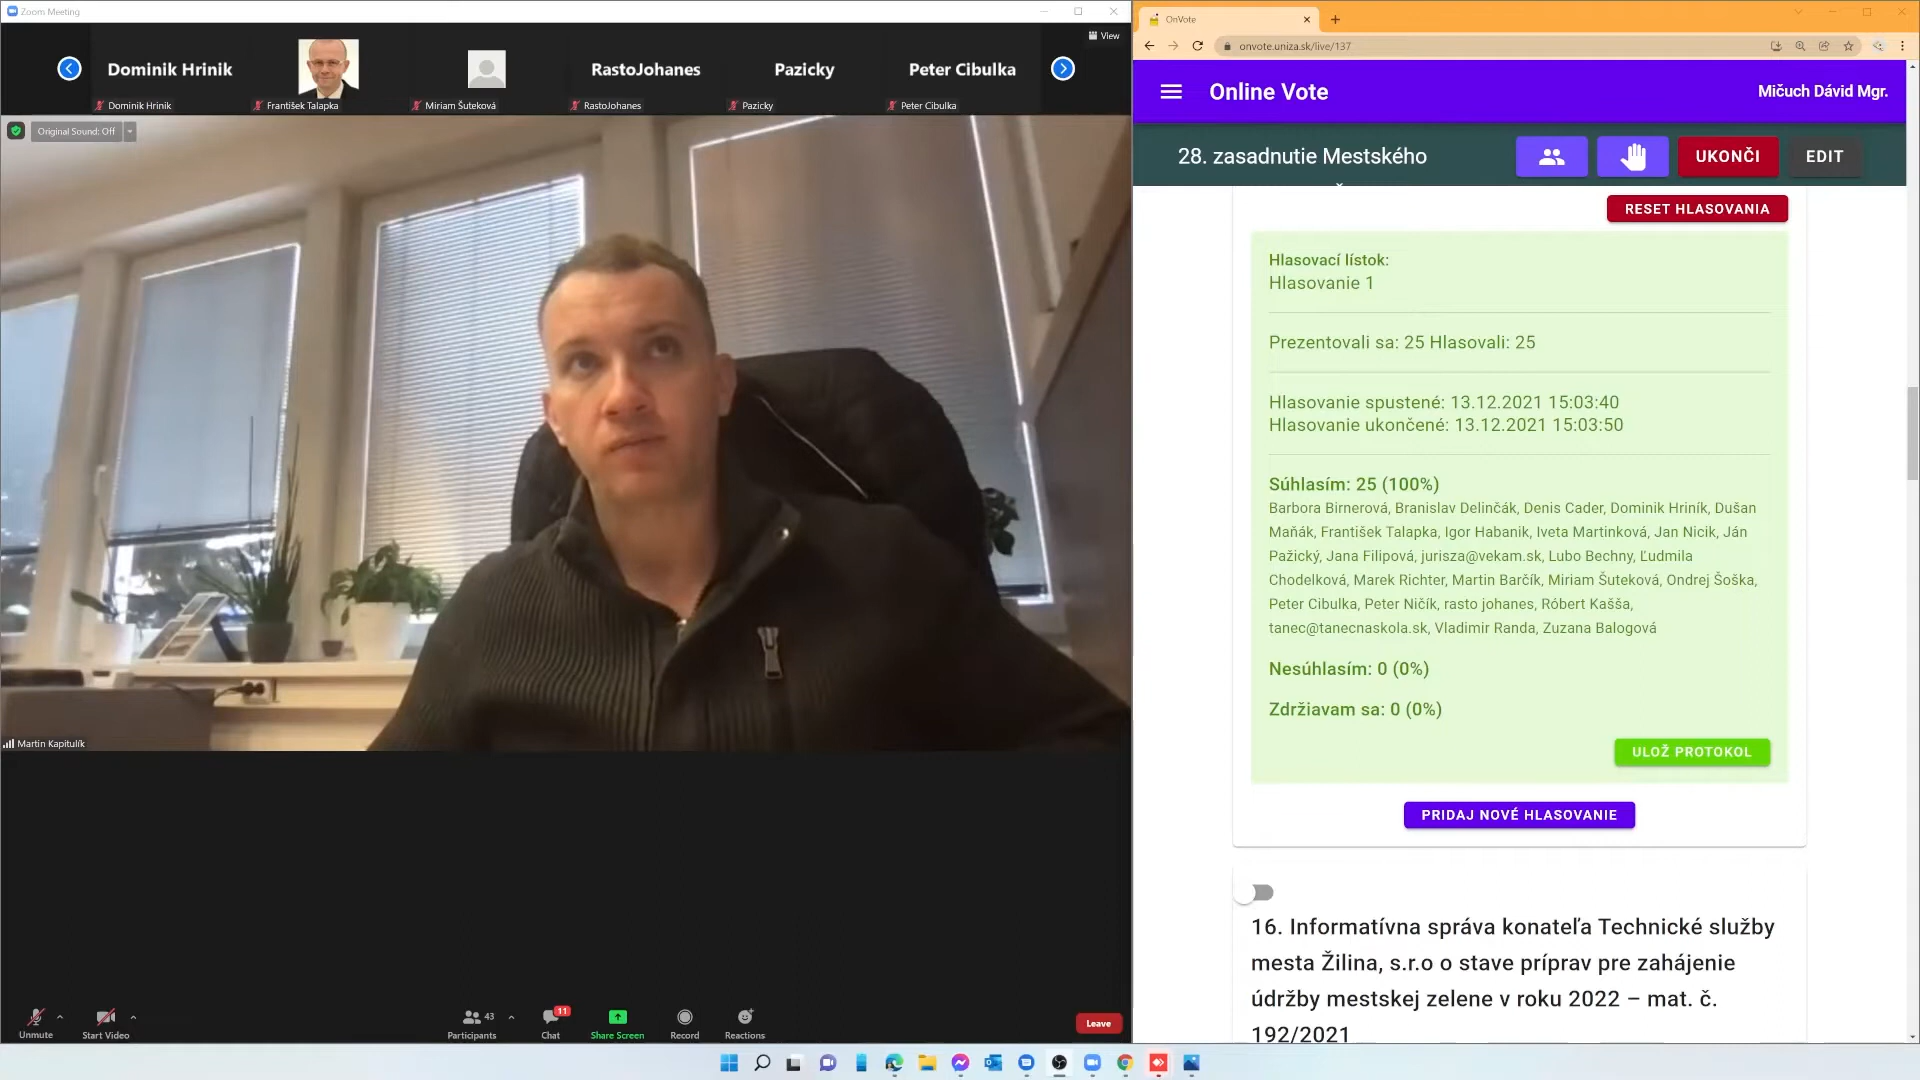 Zoom Meeting
View
Dominik Hrinik
RastoJohanes
Pazicky
Peter Cibulka
Dominik Hrinik
František Talapka
Miriam Šuteková
RastoJohanes
Pazicky
Peter Cibulka
Original Sound: Off
Martin Kapitulík
Unmute
Start Video
43
Participants
11
Chat
Share Screen
Record
Reactions
Leave
OnVote
onvote.uniza.sk/live/137
Online Vote
Mičuch Dávid Mgr.
28. zasadnutie Mestského
UKONČI
EDIT
RESET HLASOVANIA
Hlasovací lístok:
Hlasovanie 1
Prezentovali sa: 25 Hlasovali: 25
Hlasovanie spustené: 13.12.2021 15:03:40
Hlasovanie ukončené: 13.12.2021 15:03:50
Súhlasím: 25 (100%)
Barbora Birnerová, Branislav Delinčák, Denis Cader, Dominik Hriník, Dušan
Maňák, František Talapka, Igor Habanik, Iveta Martinková, Jan Nicik, Ján
Pažický, Jana Filipová, jurisza@vekam.sk, Lubo Bechny, Ľudmila
Chodelková, Marek Richter, Martin Barčík, Miriam Šuteková, Ondrej Šoška,
Peter Cibulka, Peter Ničík, rasto johanes, Róbert Kašša,
tanec@tanecnaskola.sk, Vladimir Randa, Zuzana Balogová
Nesúhlasím: 0 (0%)
Zdržiavam sa: 0 (0%)
ULOŽ PROTOKOL
PRIDAJ NOVÉ HLASOVANIE
16. Informatívna správa konateľa Technické služby
mesta Žilina, s.r.o o stave príprav pre zahájenie
údržby mestskej zelene v roku 2022 – mat. č.
192/2021